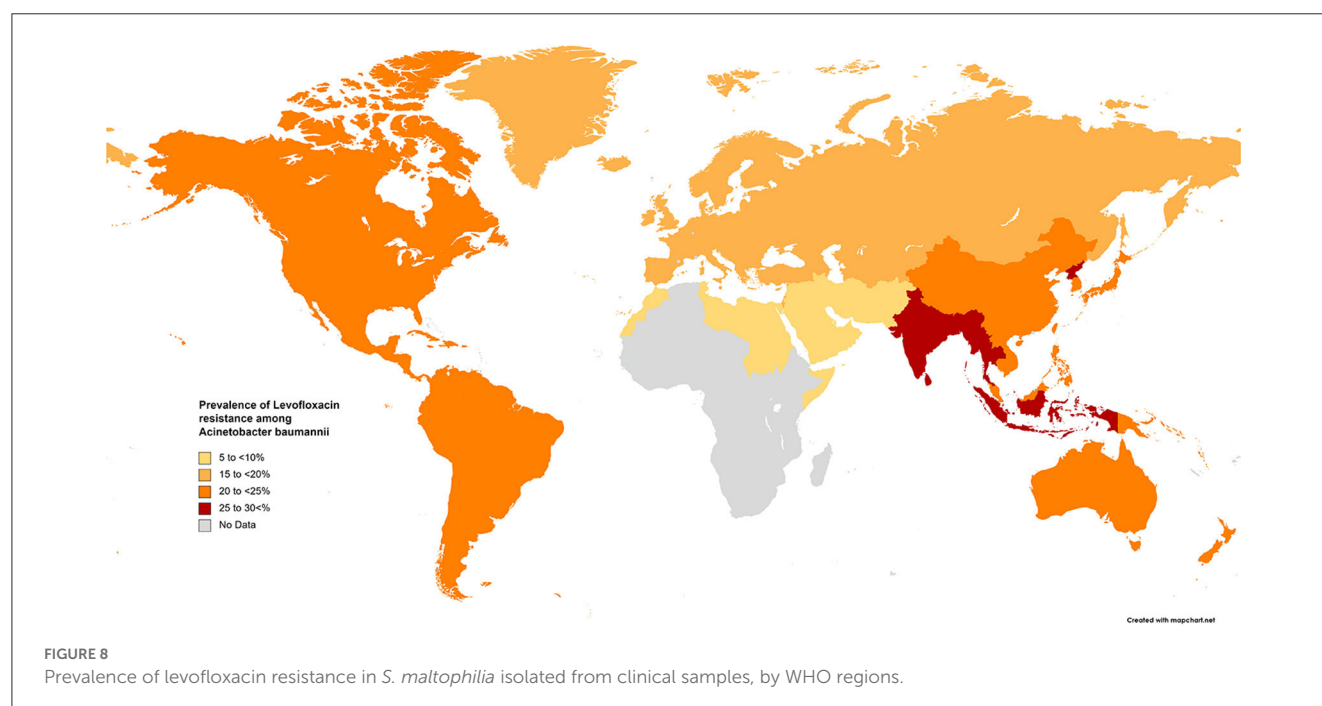 Prevalence of Levofloxacin
resistance among
Acinetobacter baumannii
5 to <10%
15 to <20%
20 to <25%
25 to 30<%
No Data
Created with mapchart.net
FIGURE 8
Prevalence of levofloxacin resistance in S. maltophilia isolated from clinical samples, by WHO regions.